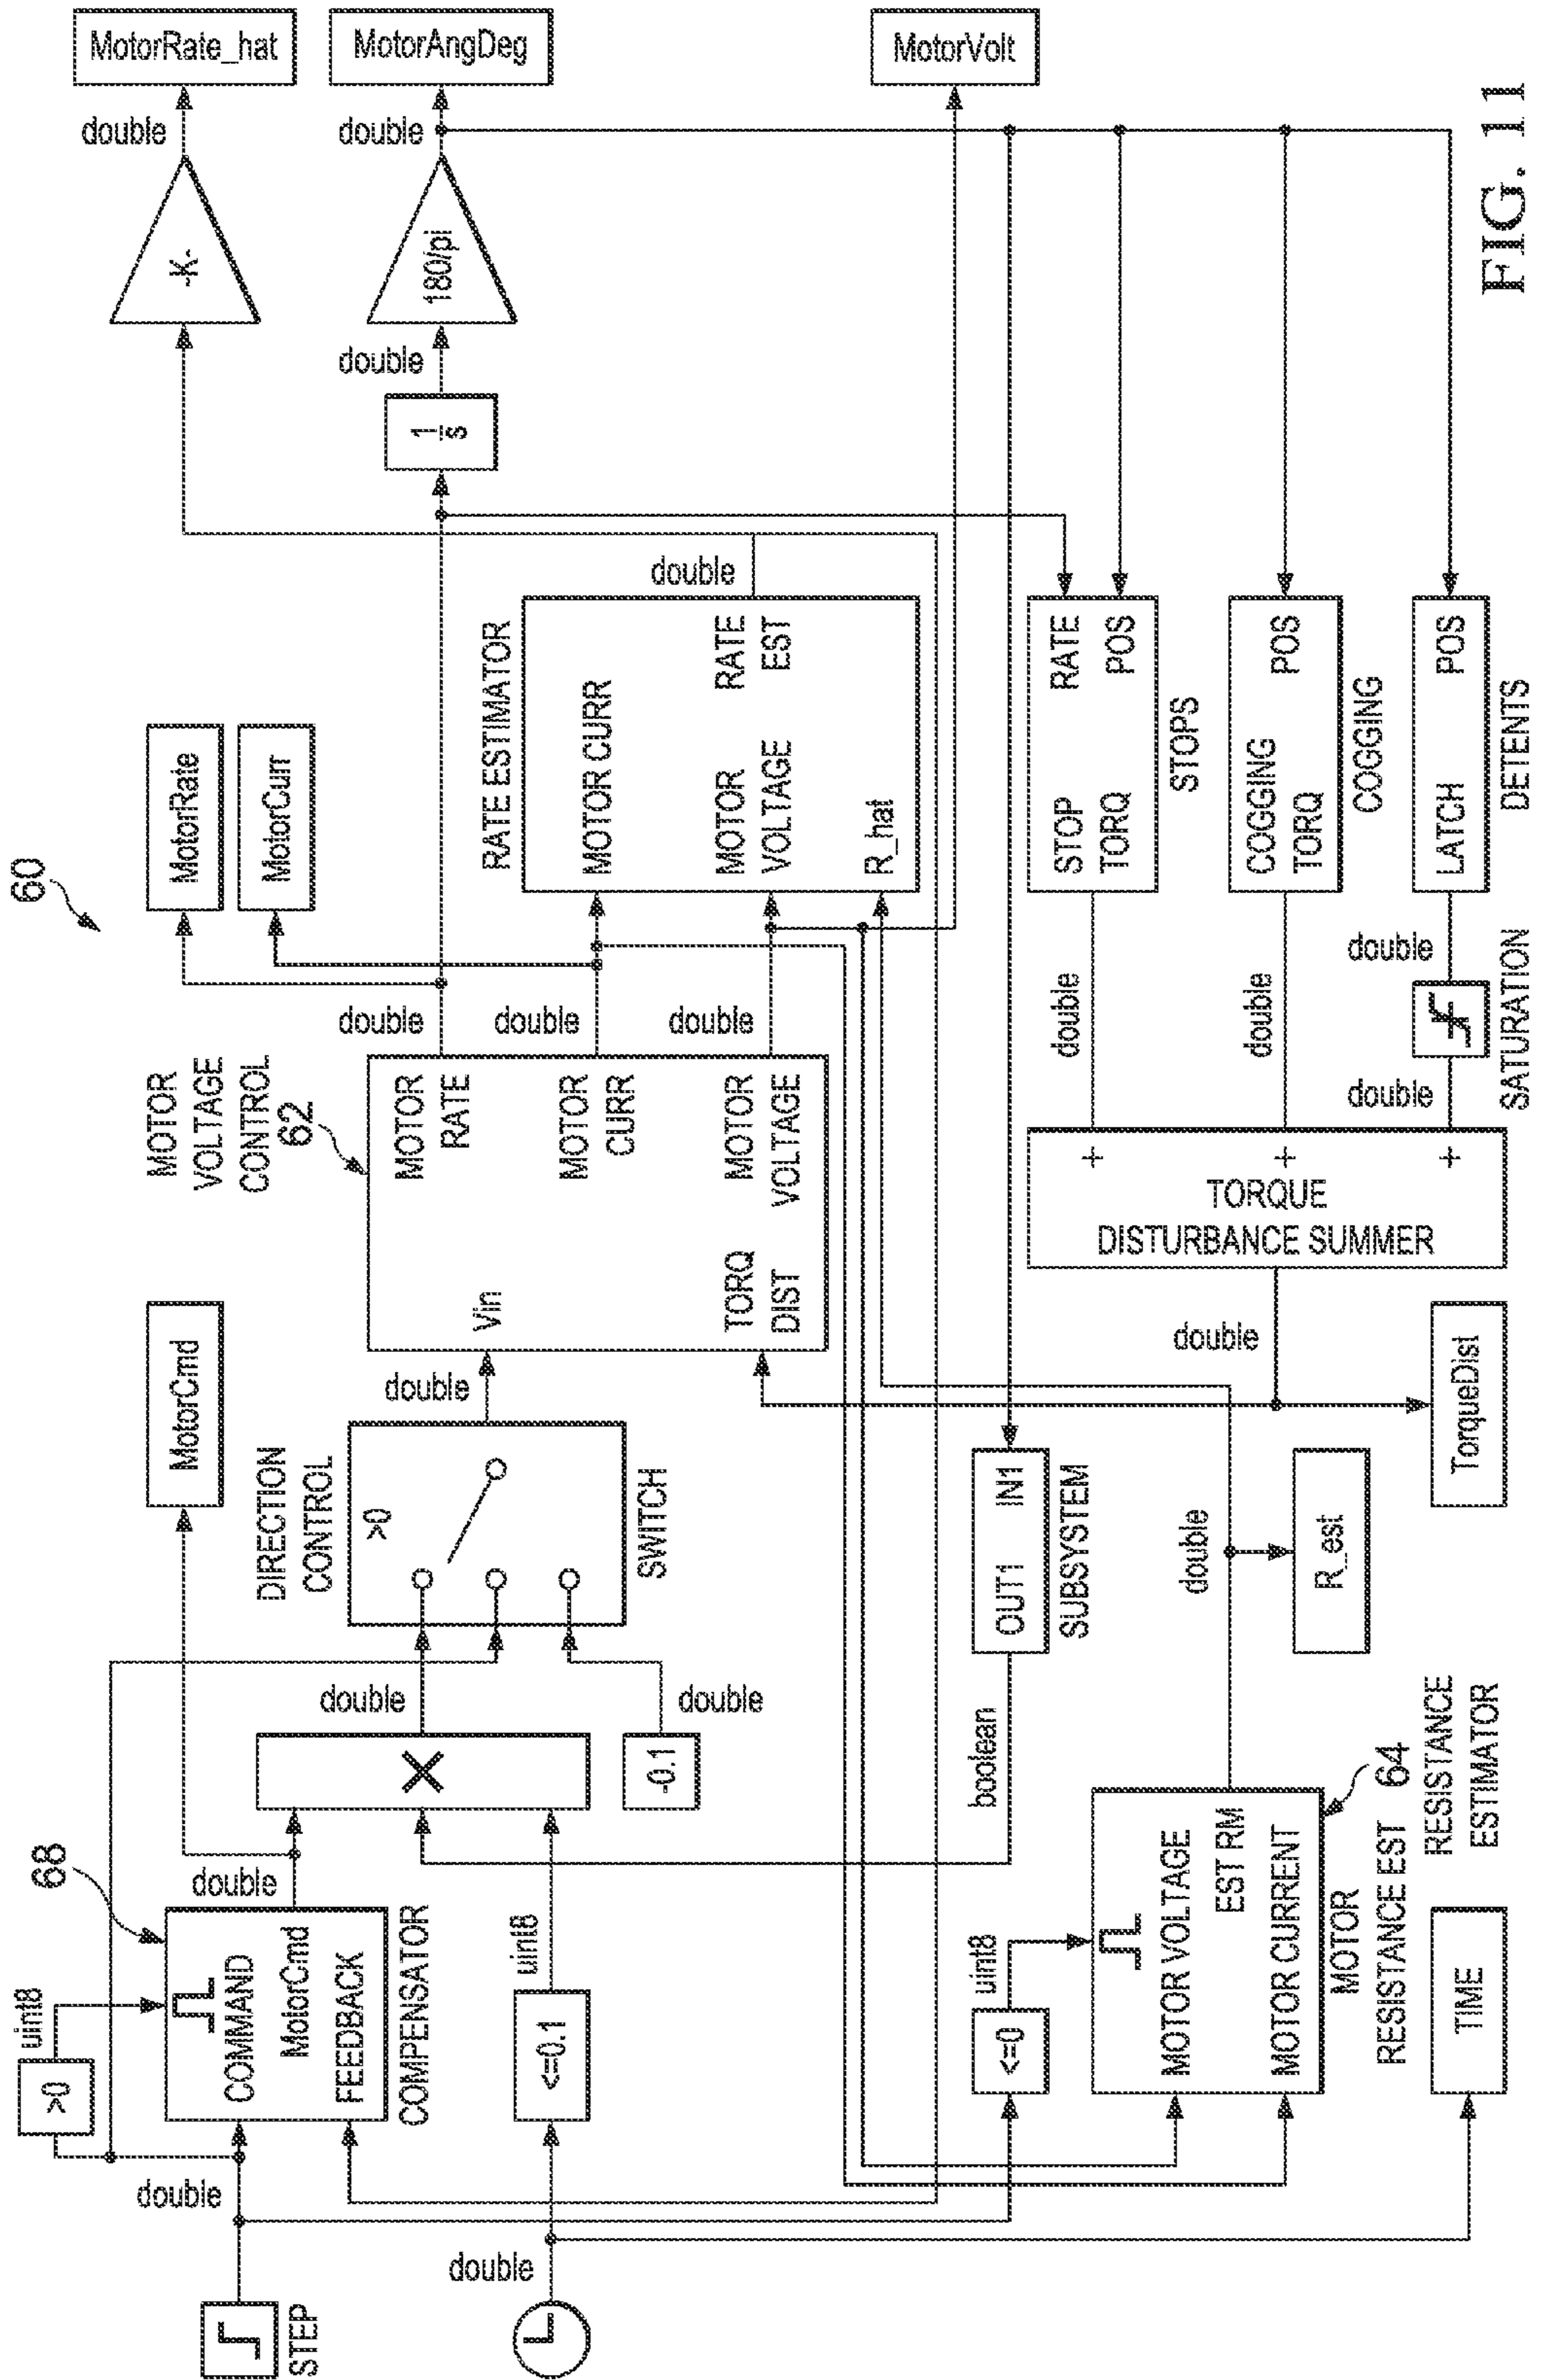 60
uint8
>0
double
STEP
68
COMMAND
MotorCmd
FEEDBACK
COMPENSATOR
double
MotorCmd
double
<=0.1
uint8
double
-0.1
double
DIRECTION
CONTROL
>0
SWITCH
double
MOTOR
VOLTAGE
CONTROL
62
Vin
TORQ
DIST
MOTOR
RATE
MOTOR
CURR
MOTOR
VOLTAGE
double
double
double
MotorRate
MotorCurr
RATE ESTIMATOR
MOTOR CURR
MOTOR
VOLTAGE
R_hat
RATE
EST
double
1
s
double
180/pi
double
MotorAngDeg
-K-
double
MotorRate_hat
MotorVolt
boolean
OUT1
IN1
SUBSYSTEM
uint8
<=0
MOTOR VOLTAGE
EST RM
MOTOR CURRENT
MOTOR
RESISTANCE EST
64
RESISTANCE
ESTIMATOR
TIME
double
R_est
double
TorqueDist
TORQUE
DISTURBANCE SUMMER
+
+
+
double
double
double
SATURATION
double
STOP
TORQ
RATE
POS
STOPS
COGGING
TORQ
POS
COGGING
LATCH
POS
DETENTS
FIG. 11